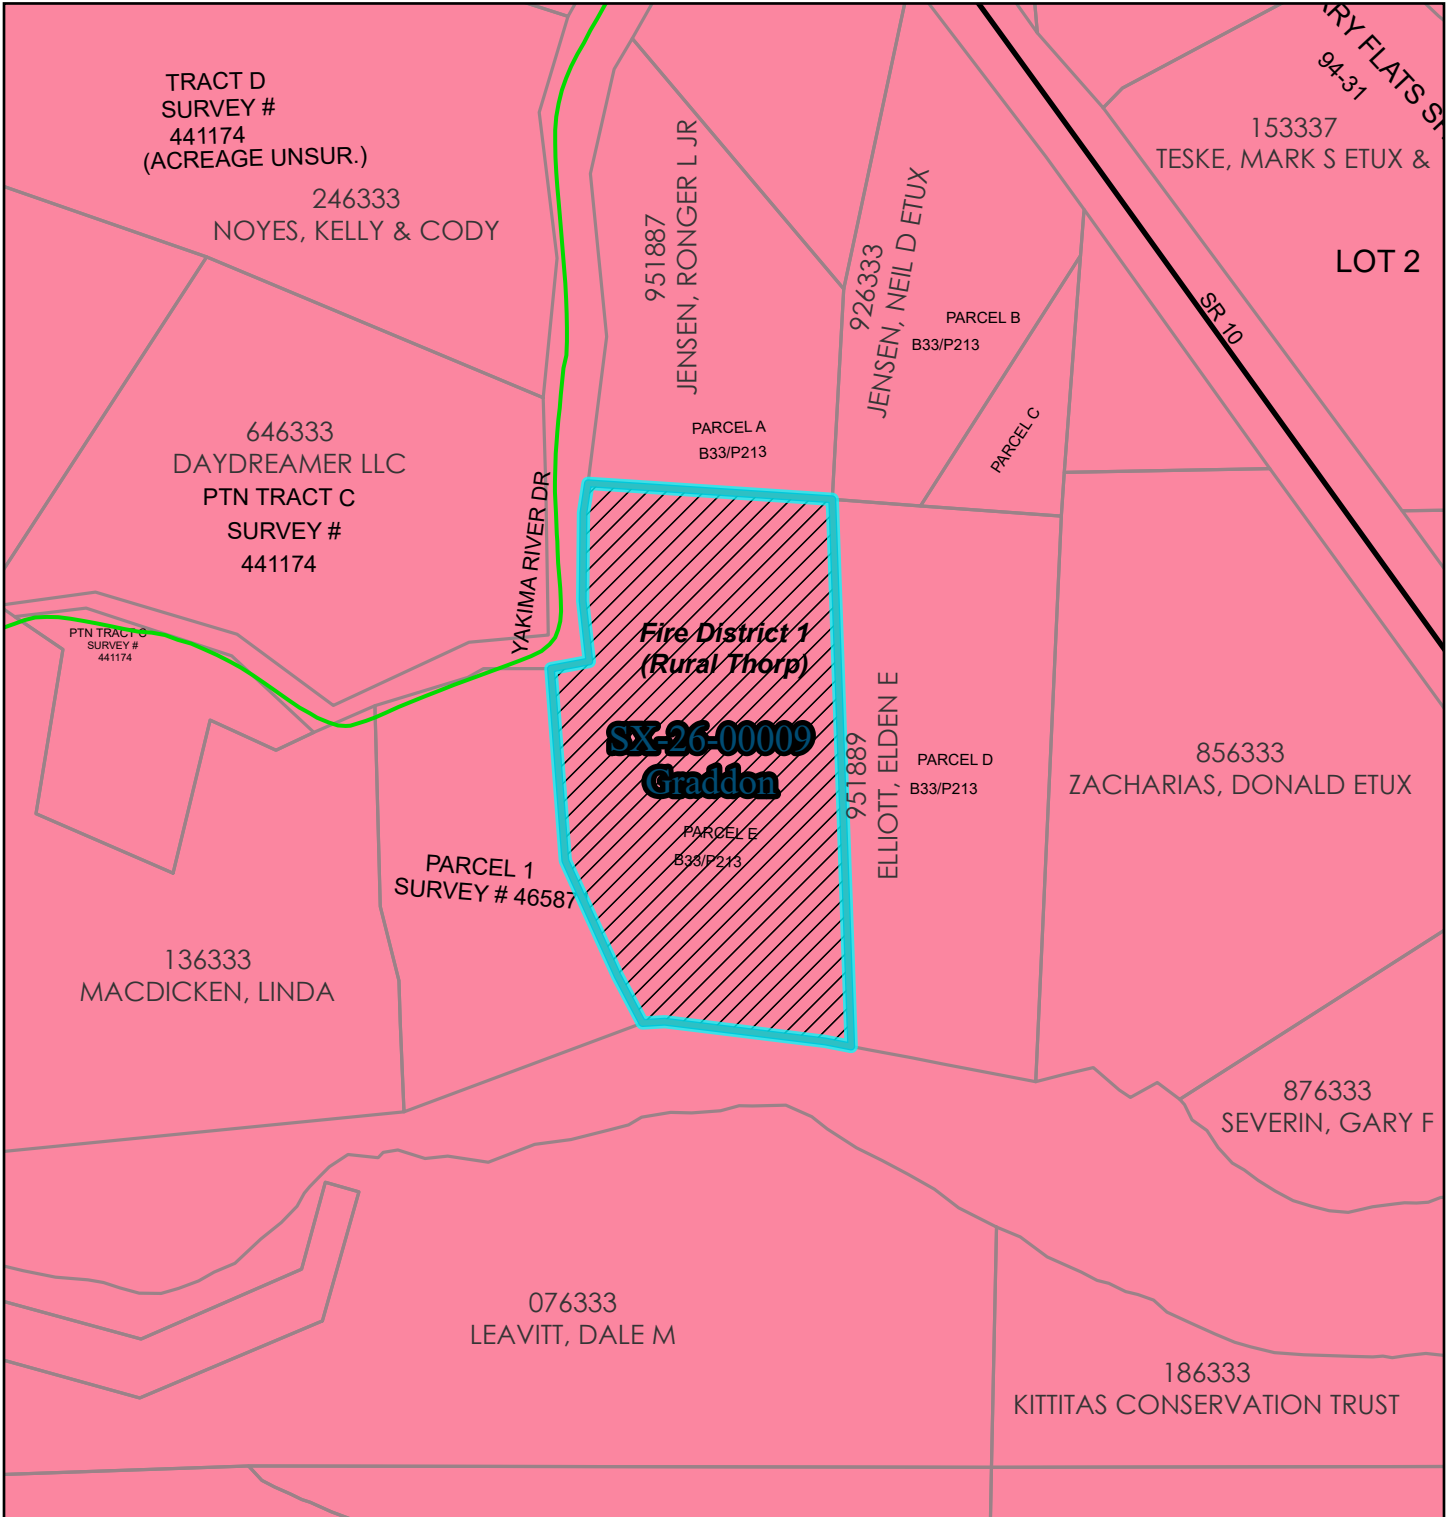 TRACT D
SURVEY #
441174
(ACREAGE UNSUR.)
246333
NOYES, KELLY & CODY
951887
JENSEN, RONGER L JR
926333
JENSEN, NEIL D ETUX
PARCEL B
B33/P213
94-31
153337
TESKE, MARK S ETUX &
LOT 2
SR 10
PARCEL C
PARCEL A
B33/P213
646333
DAYDREAMER LLC
PTN TRACT C
SURVEY #
441174
YAKIMA RIVER DR
PTN TRACT C
SURVEY #
441174
Fire District 1
(Rural Thorp)
SX-26-00009
Graddon
PARCEL E
B33/P213
951889
ELLIOTT, ELDEN E
PARCEL D
B33/P213
856333
ZACHARIAS, DONALD ETUX
PARCEL 1
SURVEY # 46587
136333
MACDICKEN, LINDA
876333
SEVERIN, GARY F
076333
LEAVITT, DALE M
186333
KITTITAS CONSERVATION TRUST